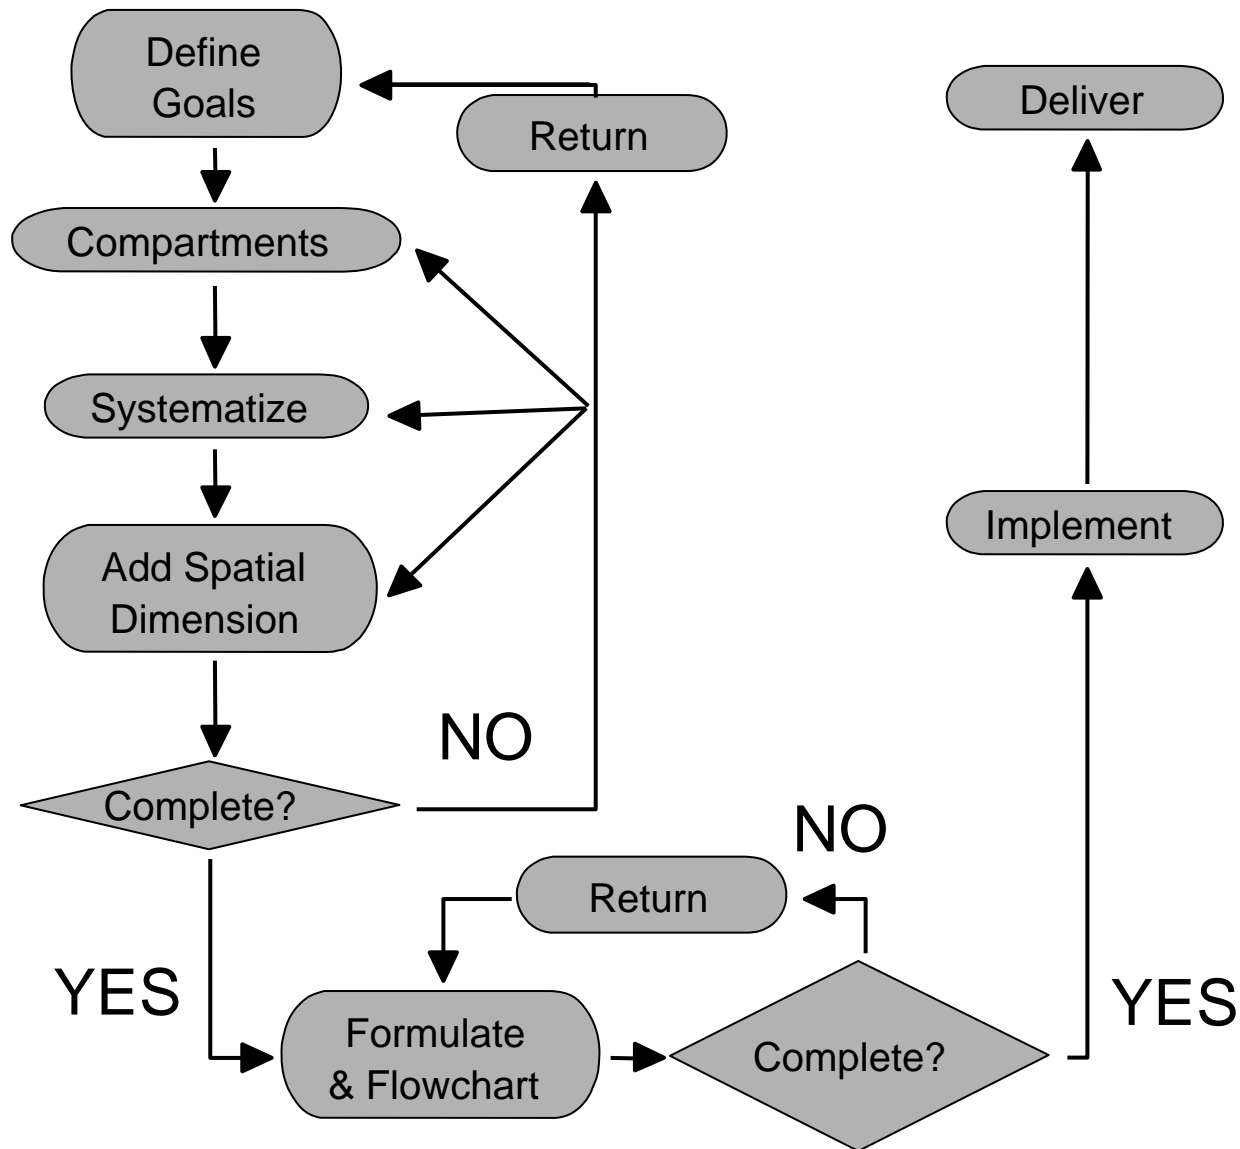 Define
Goals
Return
Deliver
Compartments
Systematize
Implement
Add Spatial
Dimension
NO
Complete?
NO
Return
YES
YES
Formulate
& Flowchart
Complete?